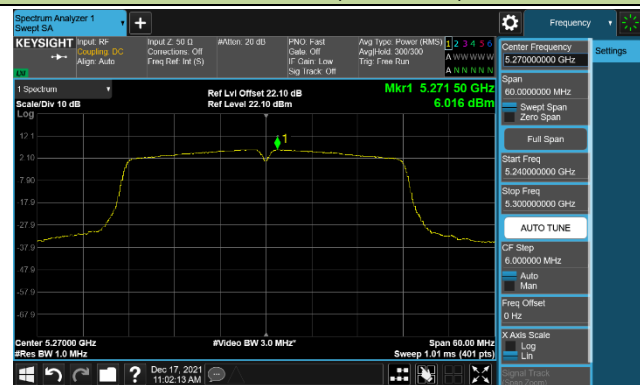 Spectrum Analyzer 1
Swept SA
Frequency
KEYSIGHT
Input: RF
Coupling: DC
Align: Auto
Input Z: 50 Ω
Corrections: Off
Freq Ref: Int (S)
#Atten: 20 dB
PNO: Fast
Gate: Off
IF Gain: Low
Sig Track: Off
Avg Type: Power (RMS)
Avg|Hold: 300/300
Trig: Free Run
1 2 3 4 5 6
A W W W W W
A N N N N N
LXI
1 Spectrum
Scale/Div 10 dB
Log
Ref Lvl Offset 22.10 dB
Ref Level 22.10 dBm
Mkr1 5.271 50 GHz
6.016 dBm
1
12.1
2.10
-7.90
-17.9
-27.9
-37.9
-47.9
-57.9
-67.9
Center 5.27000 GHz
#Res BW 1.0 MHz
#Video BW 3.0 MHz*
Span 60.00 MHz
Sweep 1.01 ms (401 pts)
Dec 17, 2021
11:02:13 AM
Center Frequency
5.270000000 GHz
Settings
Span
60.0000000 MHz
Swept Span
Zero Span
Full Span
Start Freq
5.240000000 GHz
Stop Freq
5.300000000 GHz
AUTO TUNE
CF Step
6.000000 MHz
Auto
Man
Freq Offset
0 Hz
X Axis Scale
Log
Lin
Signal Track
(Span Zoom)